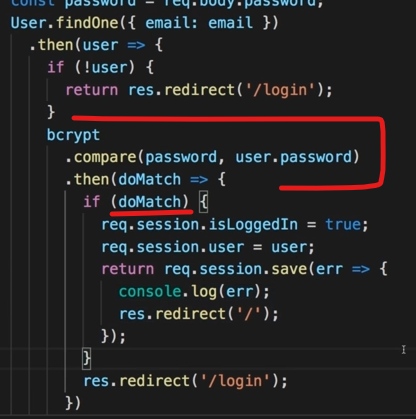 const password = req.body.password;
User.findOne({ email: email })
.then(user => {
if (!user) {
return res.redirect('/login');
}
bcrypt
.compare(password, user.password)
.then(doMatch => {
if (doMatch) {
req.session.isLoggedIn = true;
req.session.user = user;
return req.session.save(err => {
console.log(err);
res.redirect('/');
});
}
res.redirect('/login');
})